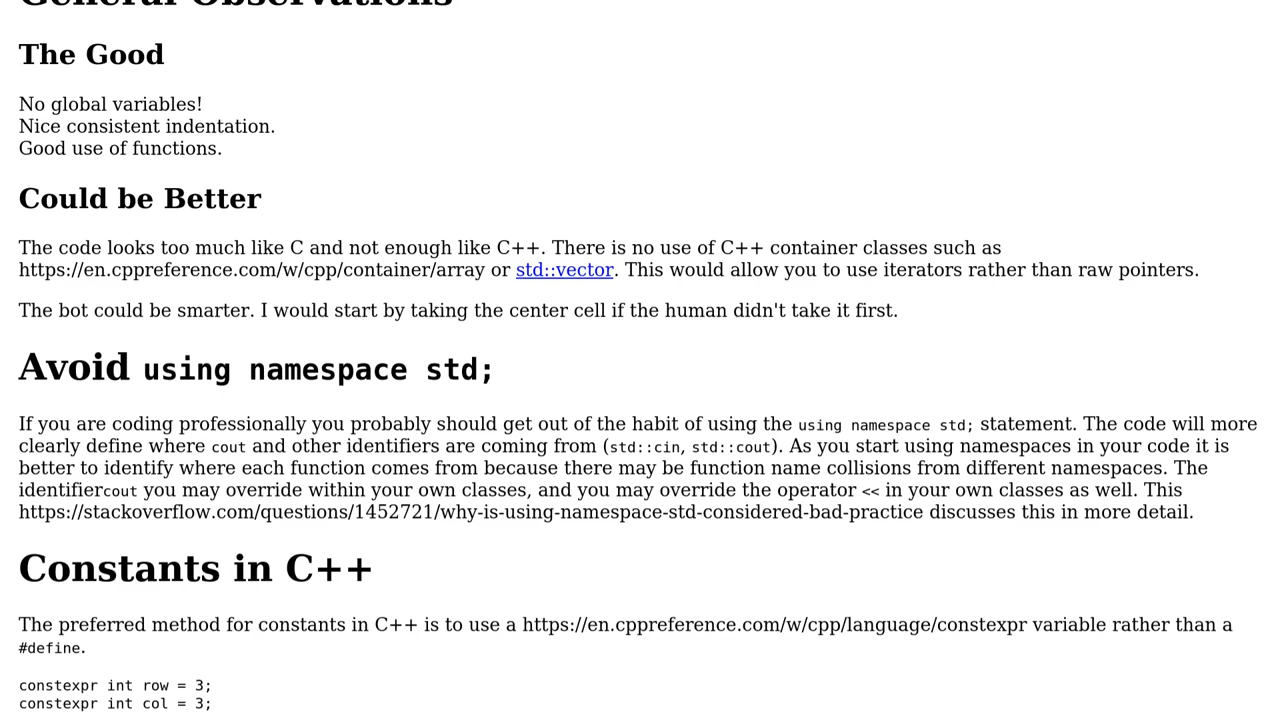 General Observations
The Good
No global variables!
Nice consistent indentation.
Good use of functions.
Could be Better
The code looks too much like C and not enough like C++. There is no use of C++ container classes such as
https://en.cppreference.com/w/cpp/container/array or std::vector. This would allow you to use iterators rather than raw pointers.
The bot could be smarter. I would start by taking the center cell if the human didn't take it first.
Avoid using namespace std;
If you are coding professionally you probably should get out of the habit of using the using namespace std; statement. The code will more
clearly define where cout and other identifiers are coming from (std::cin, std::cout). As you start using namespaces in your code it is
better to identify where each function comes from because there may be function name collisions from different namespaces. The
identifiercout you may override within your own classes, and you may override the operator << in your own classes as well. This
https://stackoverflow.com/questions/1452721/why-is-using-namespace-std-considered-bad-practice discusses this in more detail.
Constants in C++
The preferred method for constants in C++ is to use a https://en.cppreference.com/w/cpp/language/constexpr variable rather than a
#define.
constexpr int row = 3;
constexpr int col = 3;